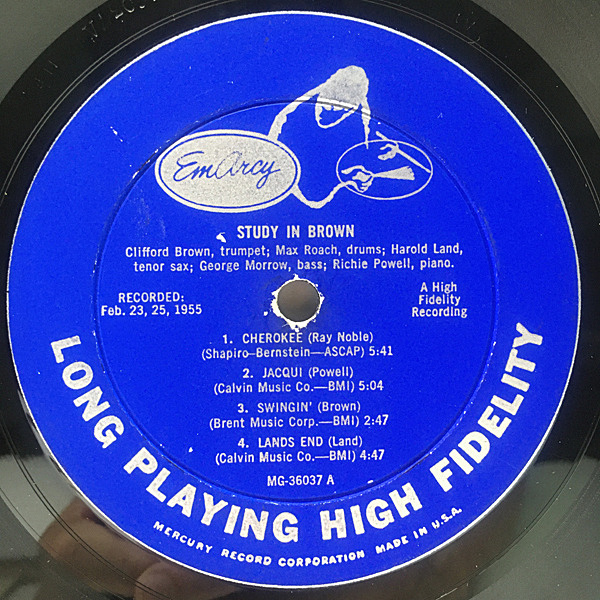 EmArcy
STUDY IN BROWN
Clifford Brown, trumpet; Max Roach, drums; Harold Land,
tenor sax; George Morrow, bass; Richie Powell, piano.
RECORDED:
Feb. 23, 25, 1955
A High
Fidelity
Recording
1. CHEROKEE (Ray Noble)
(Shapiro-Bernstein—ASCAP) 5:41
2. JACQUI (Powell)
(Calvin Music Co.—BMI) 5:04
3. SWINGIN' (Brown)
(Brent Music Corp.—BMI) 2:47
4. LANDS END (Land)
(Calvin Music Co.—BMI) 4:47
MG-36037 A
LONG PLAYING HIGH FIDELITY
MERCURY RECORD CORPORATION MADE IN U.S.A.